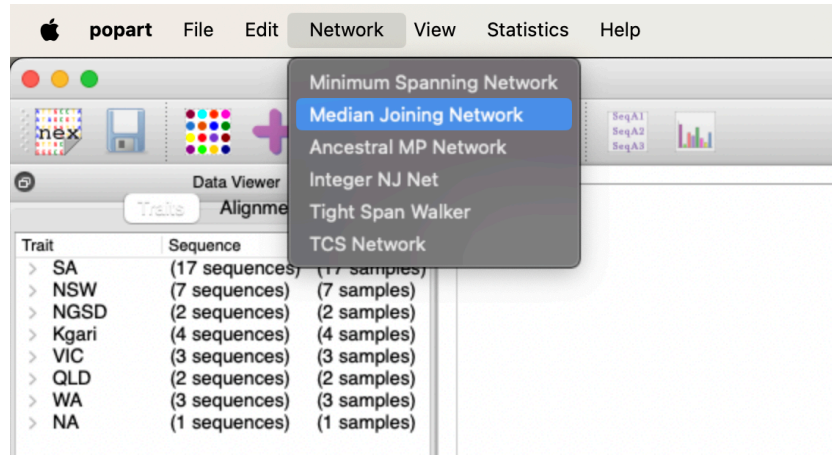 popart File Edit Network View Statistics Help
Minimum Spanning Network
Median Joining Network
Ancestral MP Network
Integer NJ Net
Tight Span Walker
TCS Network
nex
SeqA1
SeqA2
SeqA3
Data Viewer
Traits Alignme
Trait Sequence
SA (17 sequences) (17 samples)
NSW (7 sequences) (7 samples)
NGSD (2 sequences) (2 samples)
Kgari (4 sequences) (4 samples)
VIC (3 sequences) (3 samples)
QLD (2 sequences) (2 samples)
WA (3 sequences) (3 samples)
NA (1 sequences) (1 samples)